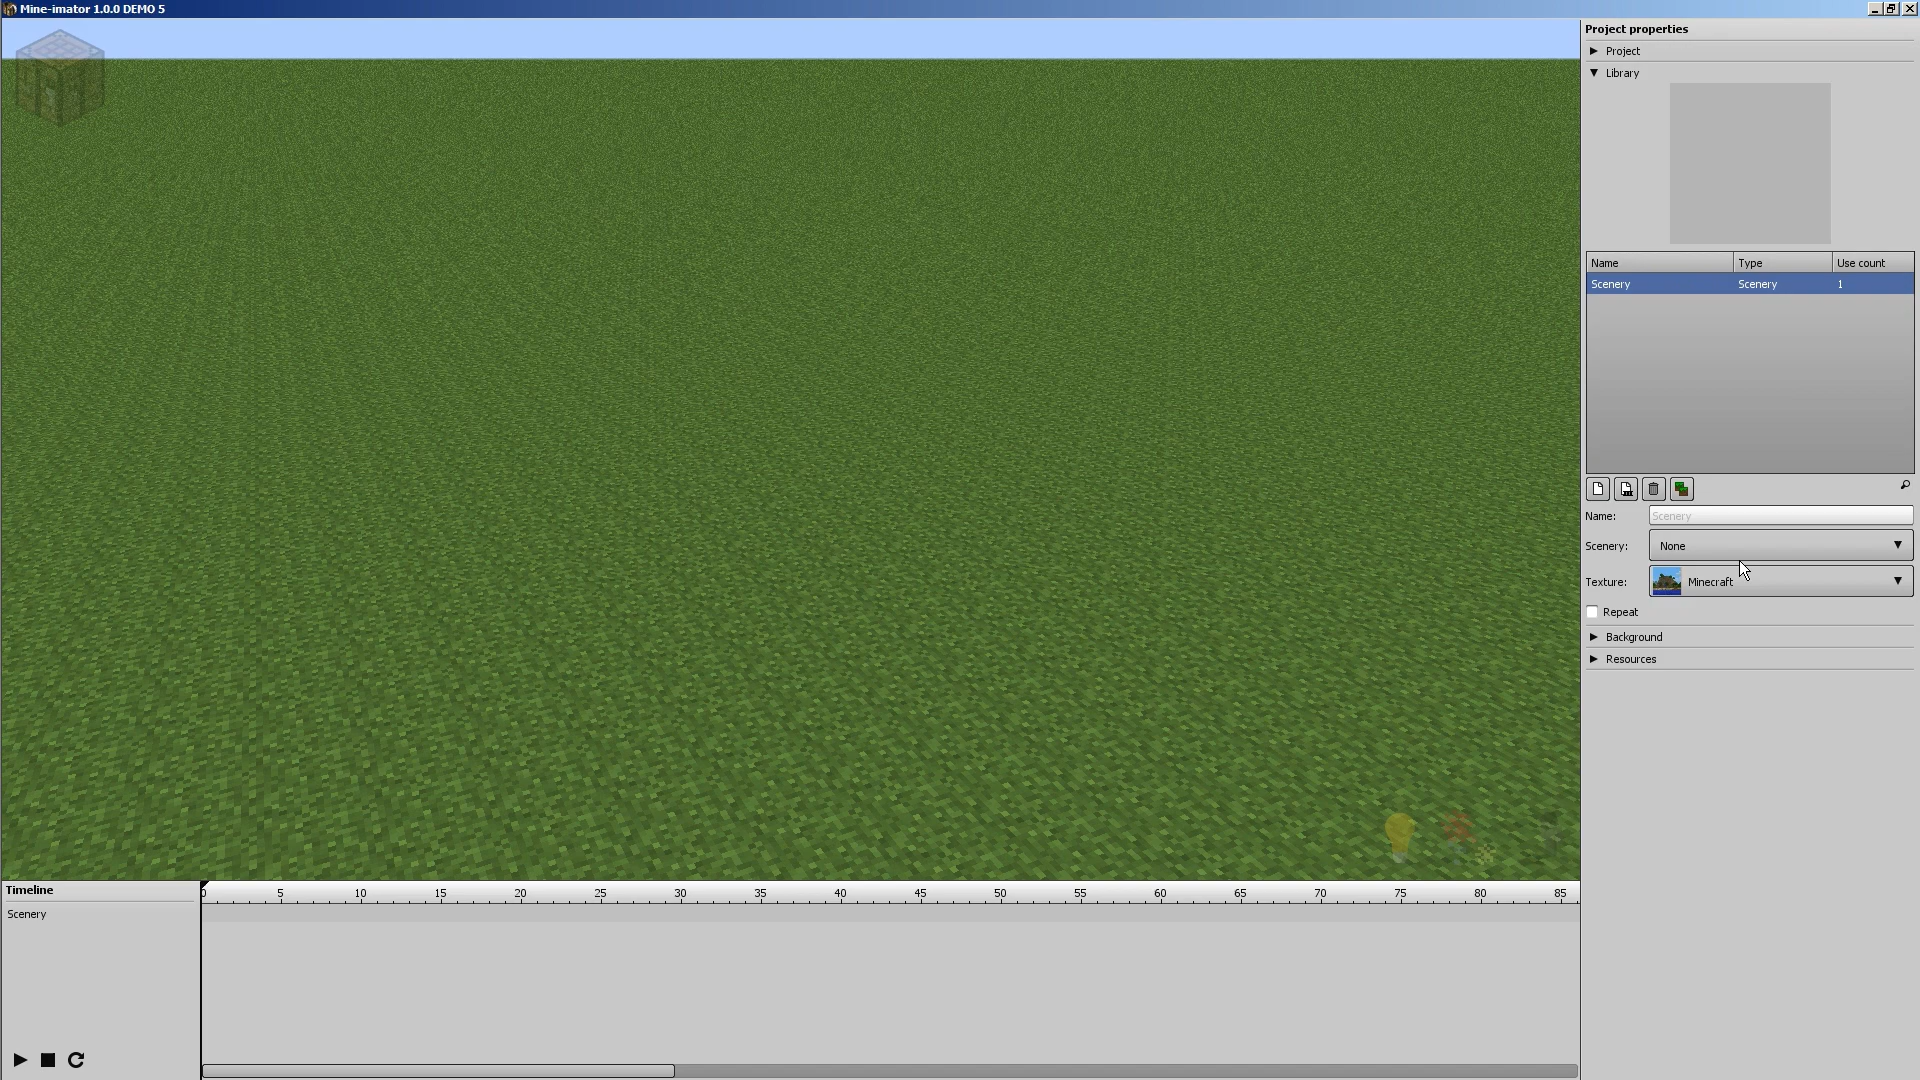 Mine-imator 1.0.0 DEMO 5
Project properties
Project
Library
Name Type Use count
Scenery Scenery 1
Name: Scenery
Scenery: None
Texture: Minecraft
Repeat
Background
Resources
Timeline
0 5 10 15 20 25 30 35 40 45 50 55 60 65 70 75 80 85
Scenery